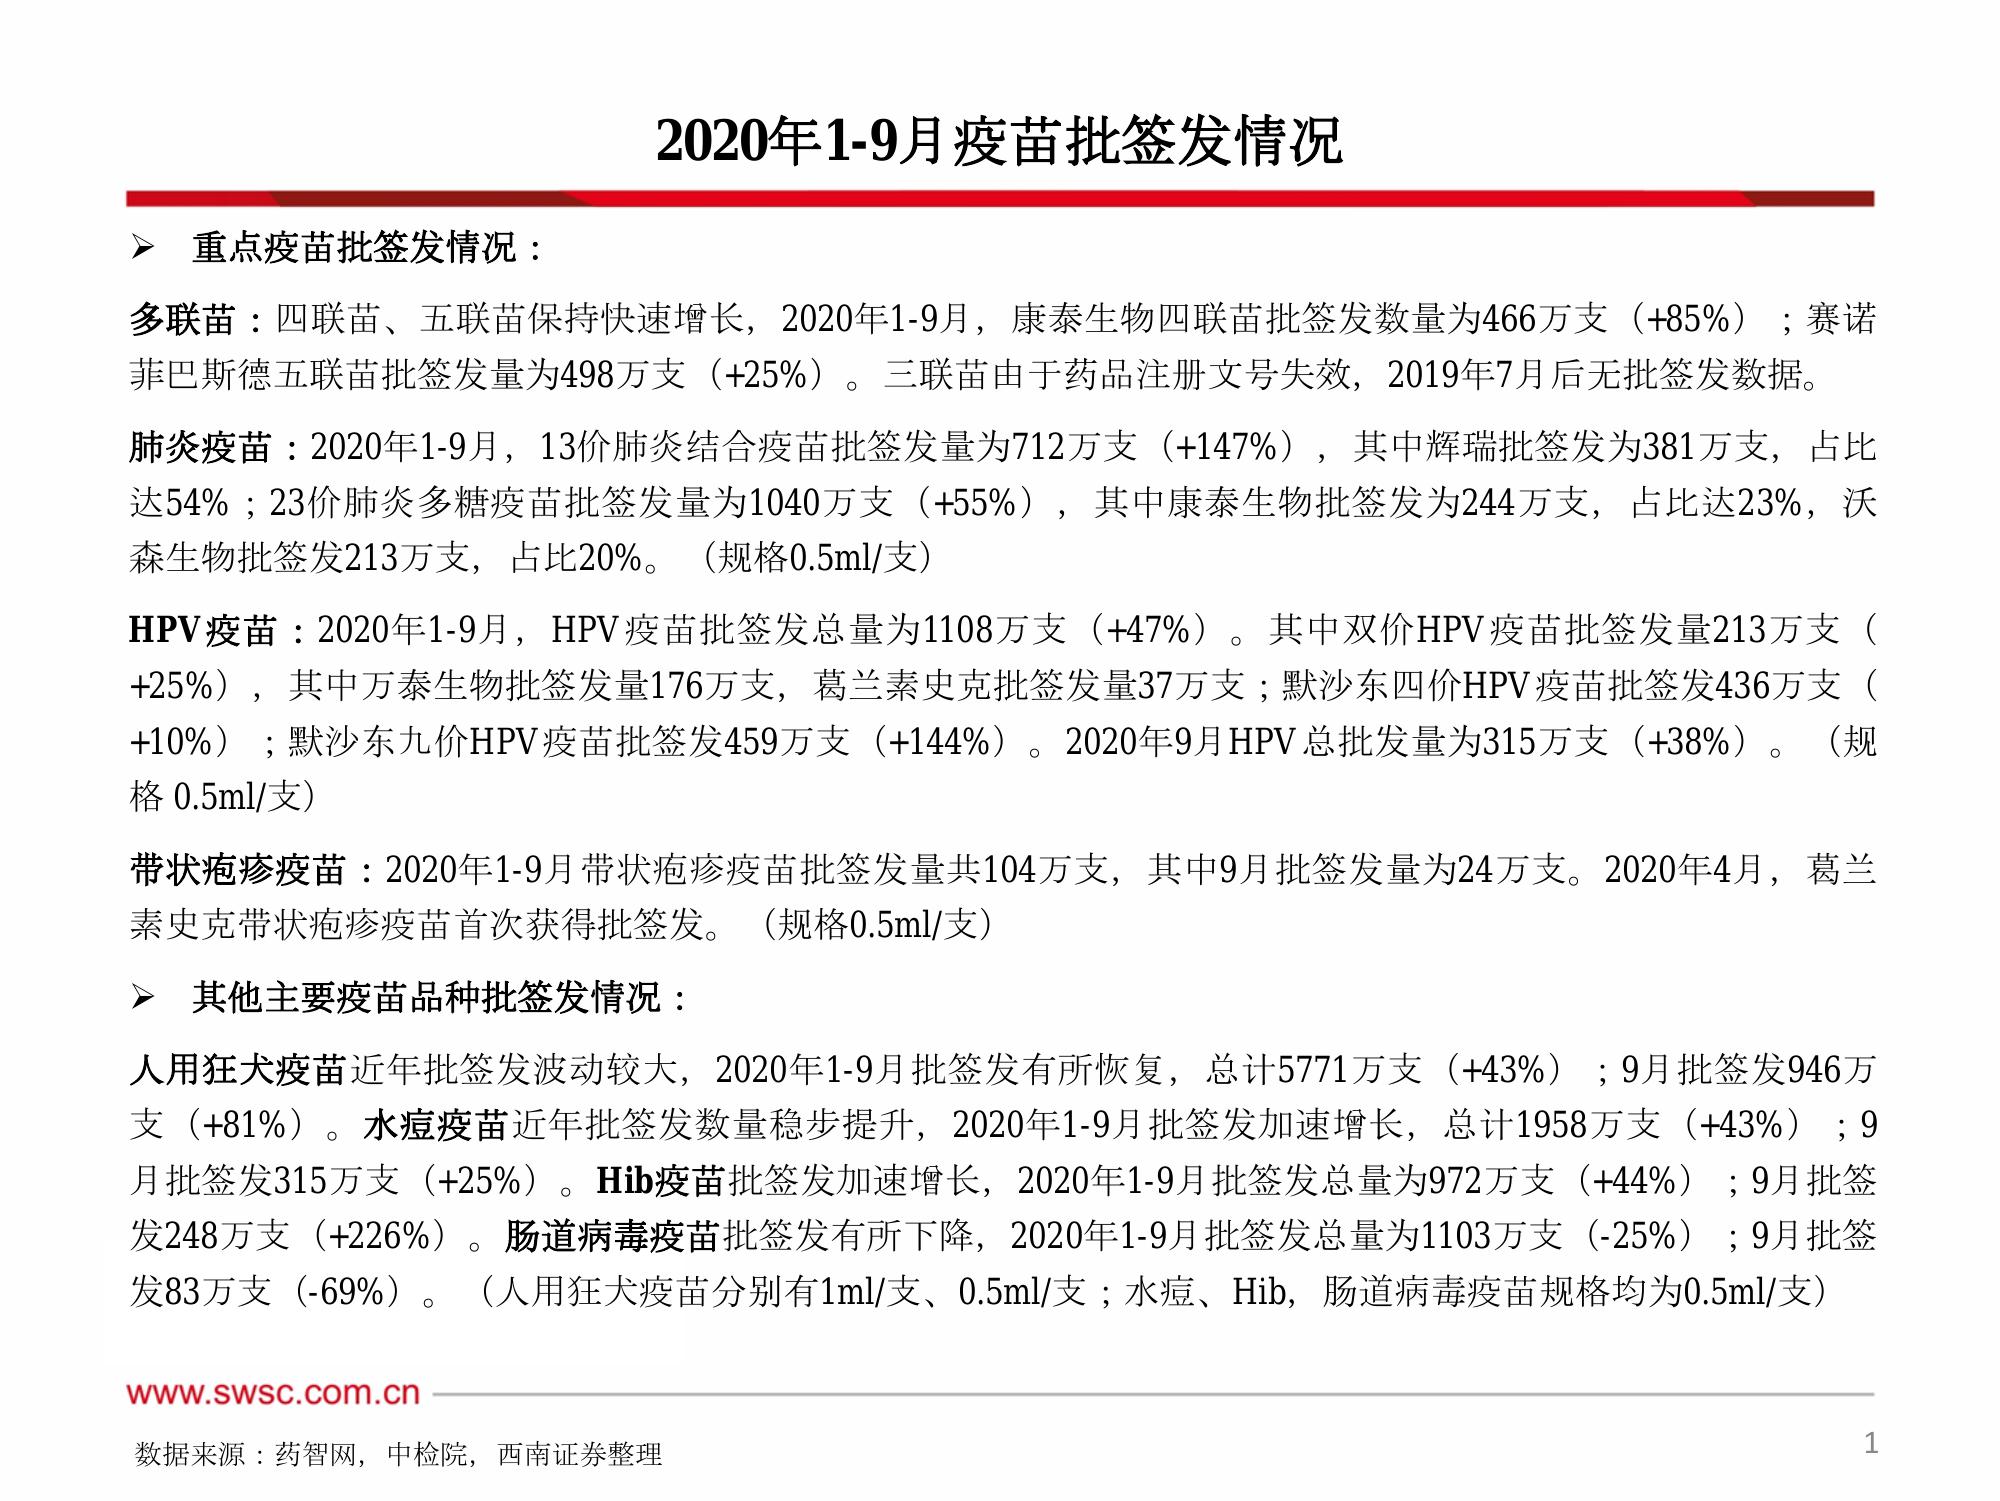 2020年1-9月疫苗批签发情况
➢ 重点疫苗批签发情况：
多联苗：四联苗、五联苗保持快速增长，2020年1-9月，康泰生物四联苗批签发数量为466万支（+85%）；赛诺
菲巴斯德五联苗批签发量为498万支（+25%）。三联苗由于药品注册文号失效，2019年7月后无批签发数据。
肺炎疫苗：2020年1-9月，13价肺炎结合疫苗批签发量为712万支（+147%），其中辉瑞批签发为381万支，占比
达54%；23价肺炎多糖疫苗批签发量为1040万支（+55%），其中康泰生物批签发为244万支，占比达23%，沃
森生物批签发213万支，占比20%。（规格0.5ml/支）
HPV疫苗：2020年1-9月，HPV疫苗批签发总量为1108万支（+47%）。其中双价HPV疫苗批签发量213万支（
+25%），其中万泰生物批签发量176万支，葛兰素史克批签发量37万支；默沙东四价HPV疫苗批签发436万支（
+10%）；默沙东九价HPV疫苗批签发459万支（+144%）。2020年9月HPV总批发量为315万支（+38%）。（规
格 0.5ml/支）
带状疱疹疫苗：2020年1-9月带状疱疹疫苗批签发量共104万支，其中9月批签发量为24万支。2020年4月，葛兰
素史克带状疱疹疫苗首次获得批签发。（规格0.5ml/支）
➢ 其他主要疫苗品种批签发情况：
人用狂犬疫苗近年批签发波动较大，2020年1-9月批签发有所恢复，总计5771万支（+43%）；9月批签发946万
支（+81%）。水痘疫苗近年批签发数量稳步提升，2020年1-9月批签发加速增长，总计1958万支（+43%）；9
月批签发315万支（+25%）。Hib疫苗批签发加速增长，2020年1-9月批签发总量为972万支（+44%）；9月批签
发248万支（+226%）。肠道病毒疫苗批签发有所下降，2020年1-9月批签发总量为1103万支（-25%）；9月批签
发83万支（-69%）。（人用狂犬疫苗分别有1ml/支、0.5ml/支；水痘、Hib，肠道病毒疫苗规格均为0.5ml/支）
www.swsc.com.cn
数据来源：药智网，中检院，西南证券整理
1